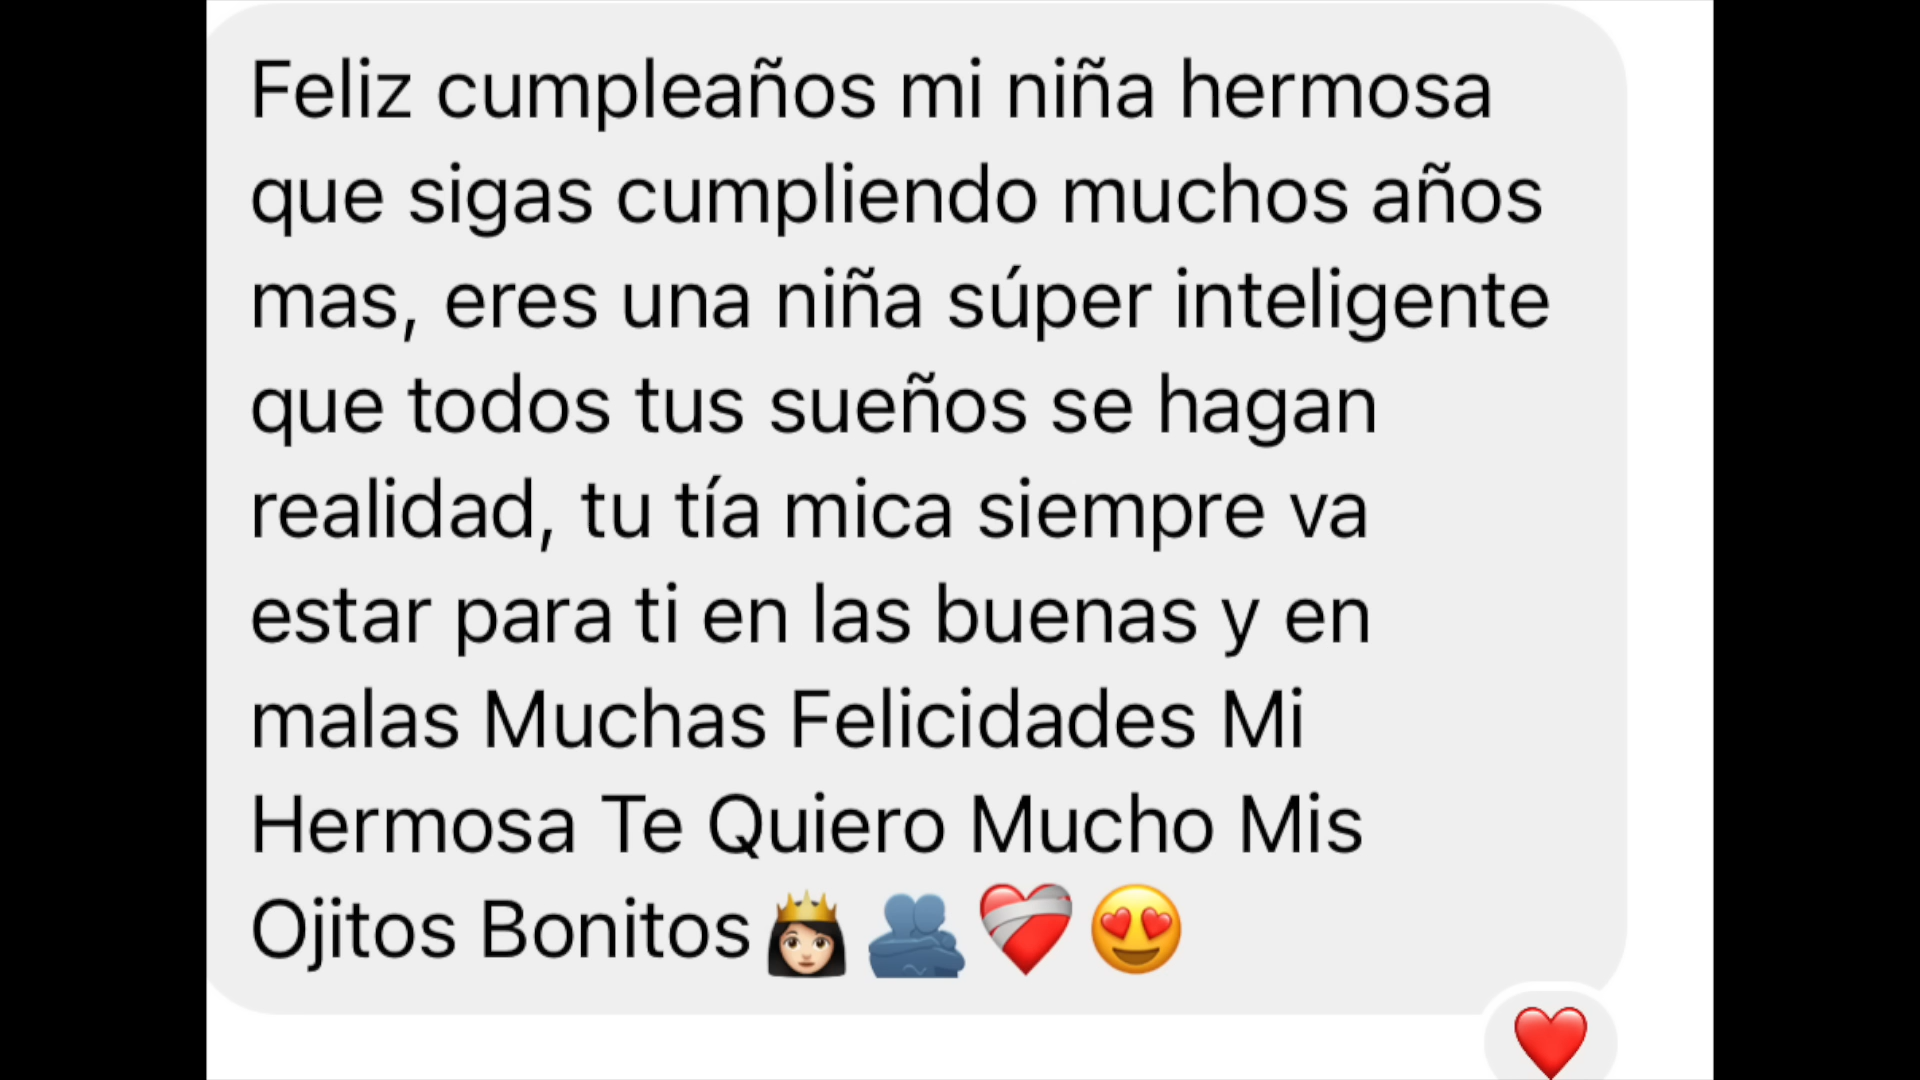 Feliz cumpleaños mi niña hermosa
que sigas cumpliendo muchos años
mas, eres una niña súper inteligente
que todos tus sueños se hagan
realidad, tu tía mica siempre va
estar para ti en las buenas y en
malas Muchas Felicidades Mi
Hermosa Te Quiero Mucho Mis
Ojitos Bonitos👸🏻🫂❤️‍🩹😍
❤️